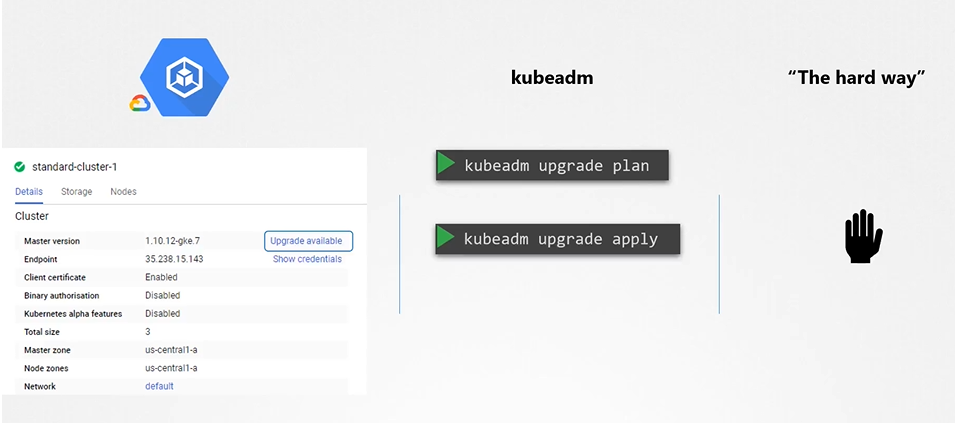 kubeadm
“The hard way”
standard-cluster-1
Details Storage Nodes
Cluster
Master version 1.10.12-gke.7 Upgrade available
Endpoint 35.238.15.143 Show credentials
Client certificate Enabled
Binary authorisation Disabled
Kubernetes alpha features Disabled
Total size 3
Master zone us-central1-a
Node zones us-central1-a
Network default
kubeadm upgrade plan
kubeadm upgrade apply